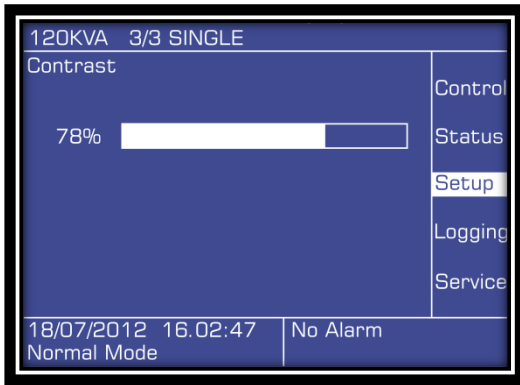 120KVA 3/3 SINGLE
Contrast
78%
Control
Status
Setup
Logging
Service
18/07/2012 16.02:47
Normal Mode
No Alarm